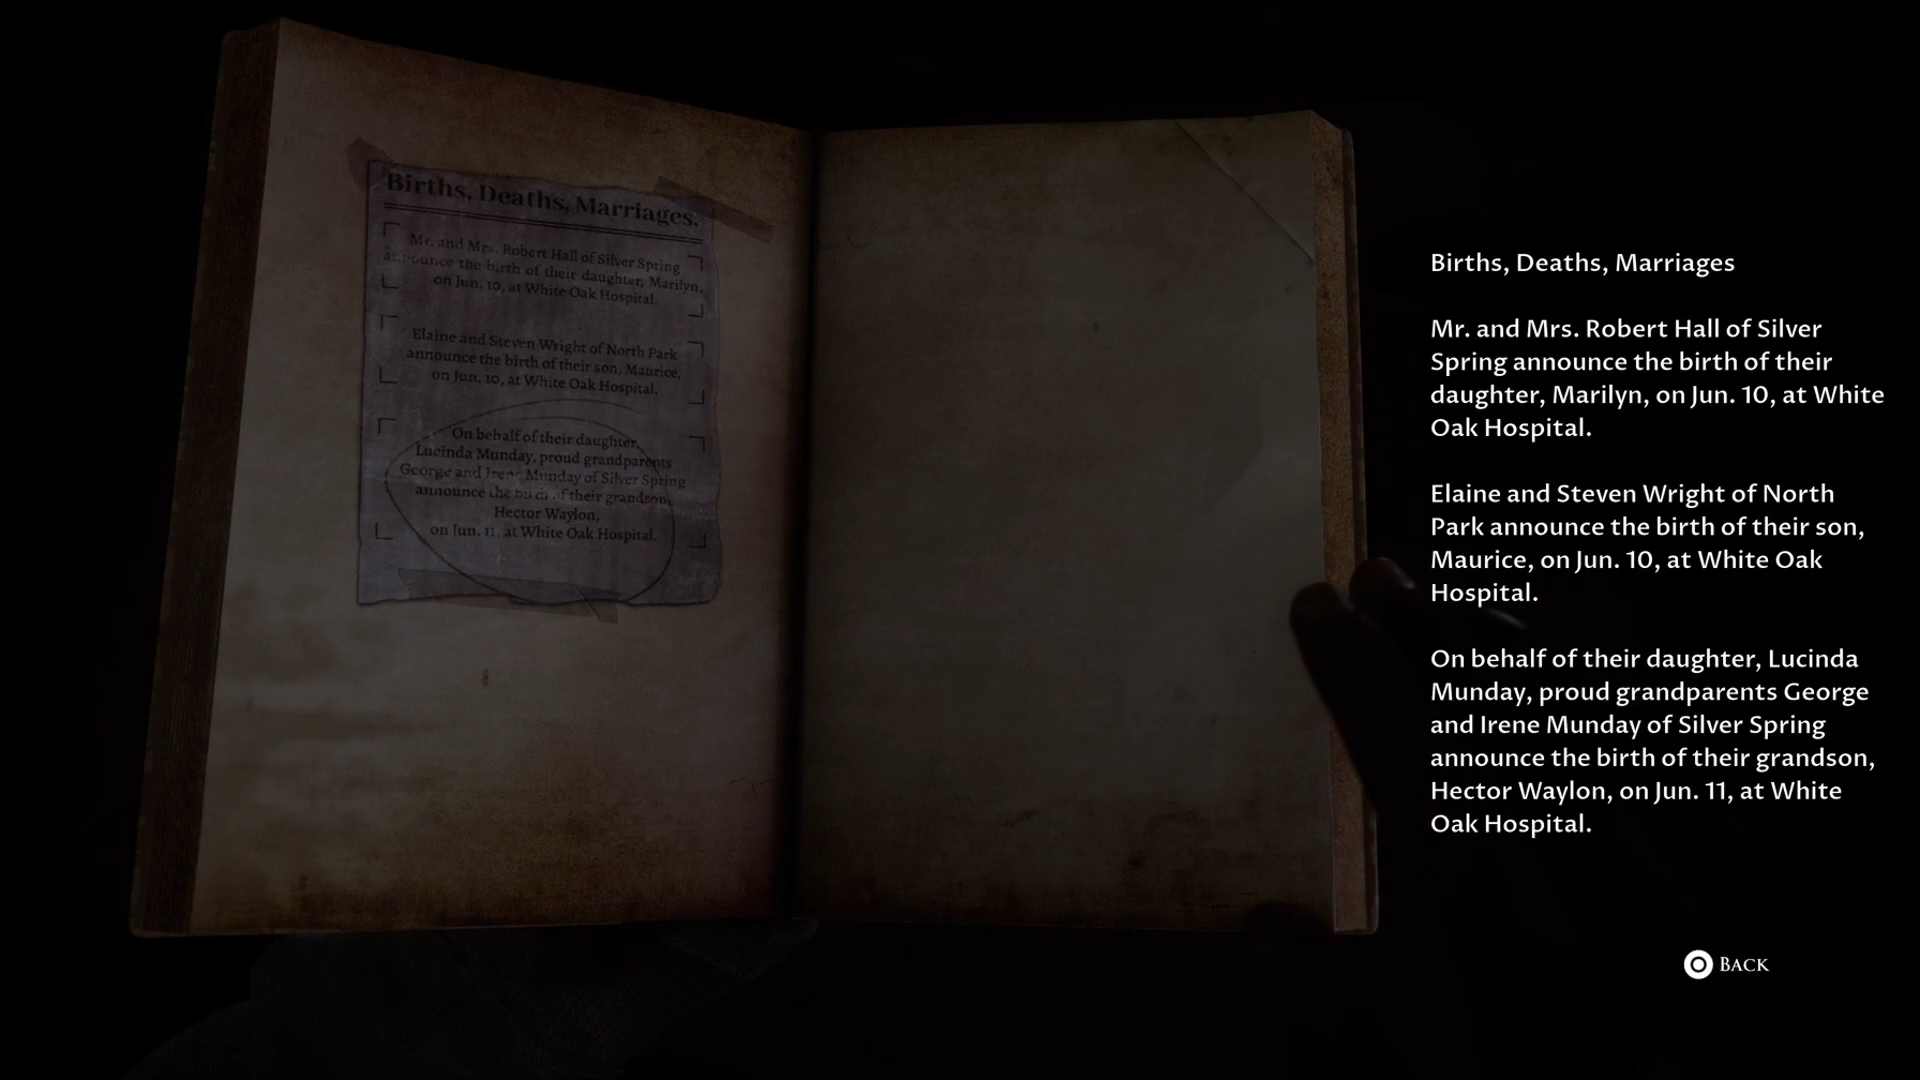 Births, Deaths, Marriages.
Mr. and Mrs. Robert Hall of Silver Spring
announce the birth of their daughter, Marilyn,
on Jun. 10, at White Oak Hospital.
Elaine and Steven Wright of North Park
announce the birth of their son, Maurice,
on Jun. 10, at White Oak Hospital.
On behalf of their daughter,
Lucinda Munday, proud grandparents
George and Irene Munday of Silver Spring
announce the birth of their grandson,
Hector Waylon,
on Jun. 11, at White Oak Hospital.
Births, Deaths, Marriages
Mr. and Mrs. Robert Hall of Silver
Spring announce the birth of their
daughter, Marilyn, on Jun. 10, at White
Oak Hospital.
Elaine and Steven Wright of North
Park announce the birth of their son,
Maurice, on Jun. 10, at White Oak
Hospital.
On behalf of their daughter, Lucinda
Munday, proud grandparents George
and Irene Munday of Silver Spring
announce the birth of their grandson,
Hector Waylon, on Jun. 11, at White
Oak Hospital.
Back